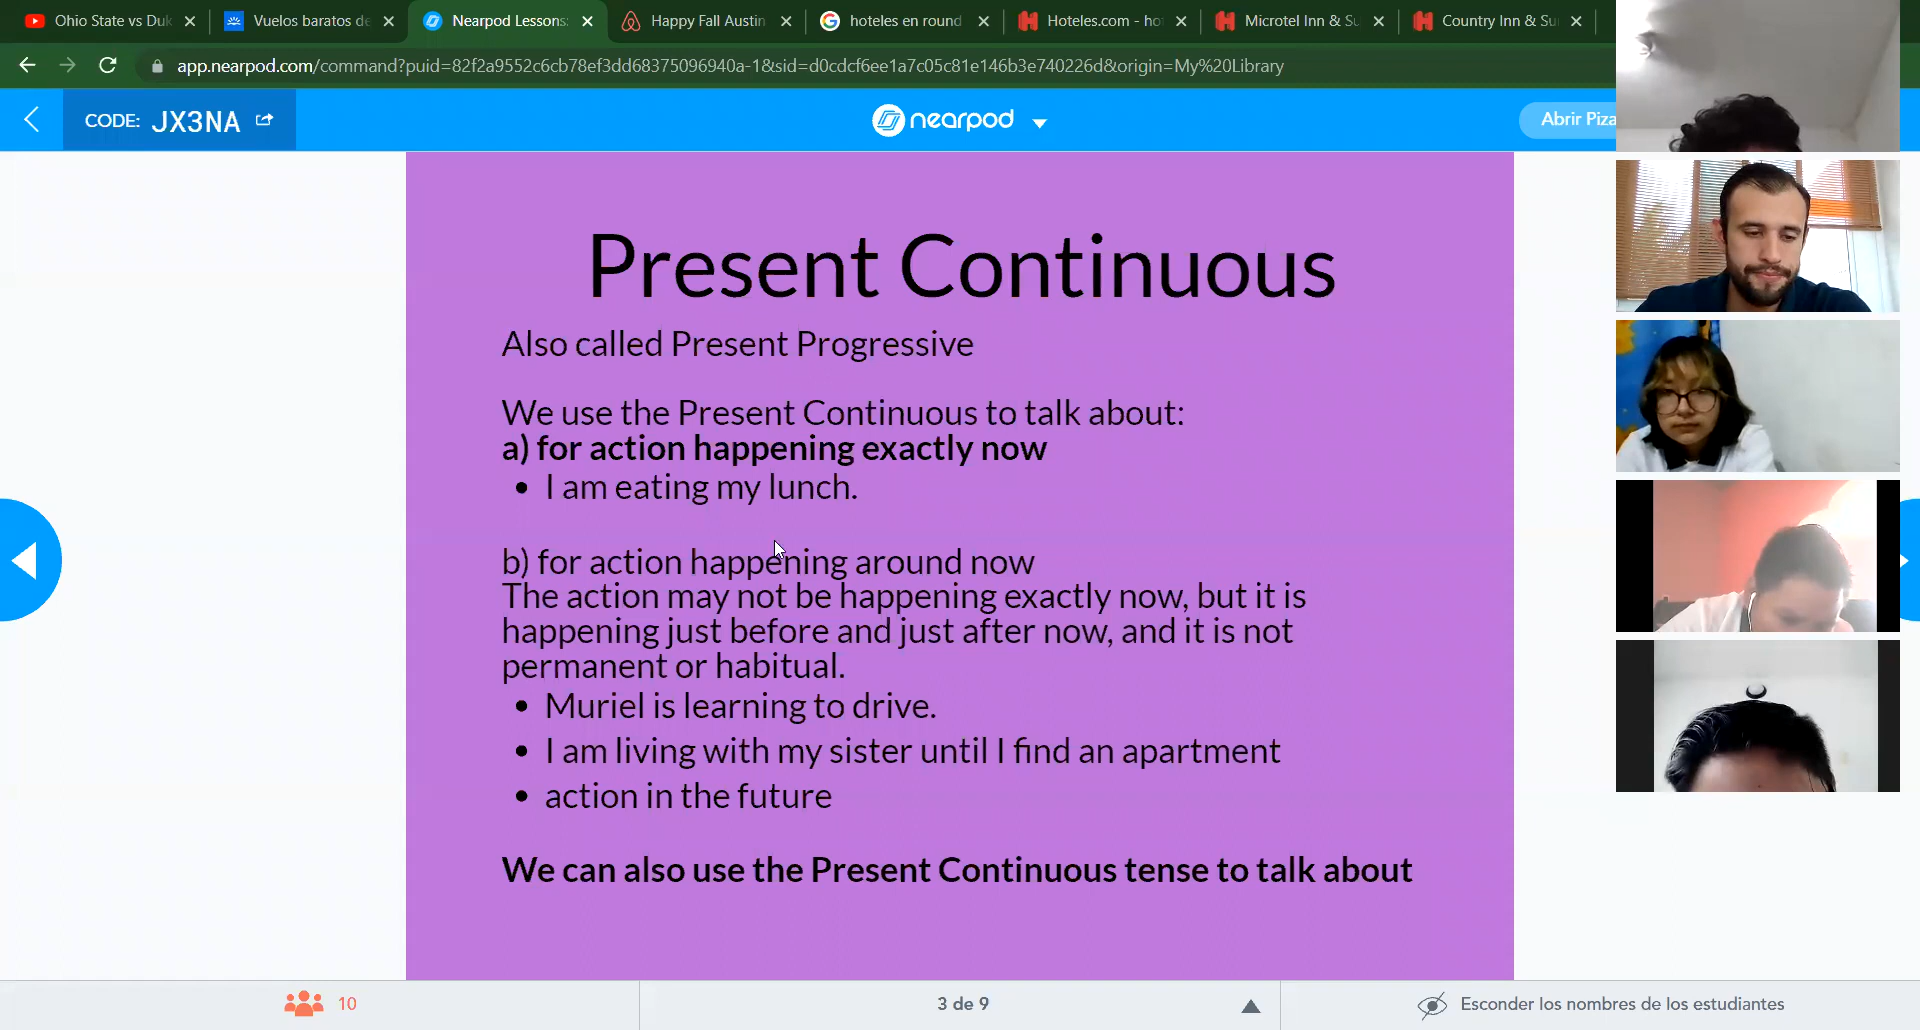 Ohio State vs Duk
Vuelos baratos de
Nearpod Lessons:
Happy Fall Austin
hoteles en round
Hoteles.com - ho
Microtel Inn & Su
Country Inn & Su
app.nearpod.com/command?puid=82f2a9552c6cb78ef3dd68375096940a-1&sid=d0cdcf6ee1a7c05c81e146b3e740226d&origin=My%20Library
CODE: JX3NA
nearpod
Abrir Piza
Present Continuous
Also called Present Progressive
We use the Present Continuous to talk about:
a) for action happening exactly now
• I am eating my lunch.
b) for action happening around now
The action may not be happening exactly now, but it is
happening just before and just after now, and it is not
permanent or habitual.
• Muriel is learning to drive.
• I am living with my sister until I find an apartment
• action in the future
We can also use the Present Continuous tense to talk about
10
3 de 9
Esconder los nombres de los estudiantes